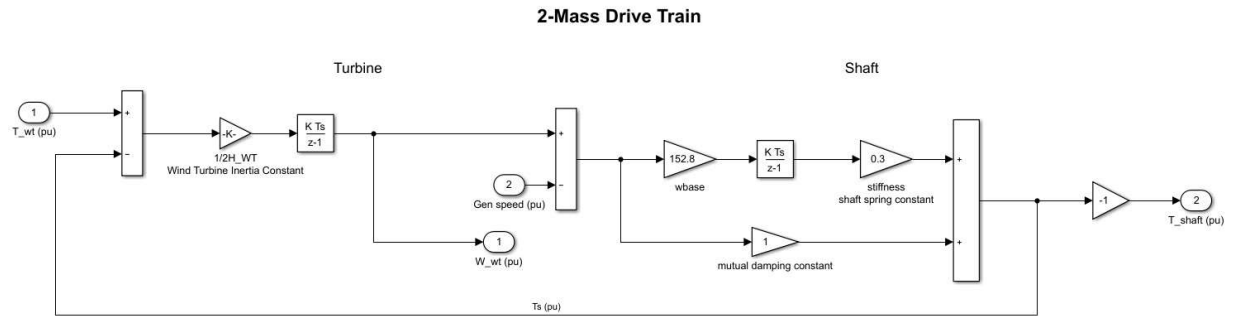 2-Mass Drive Train
Turbine
Shaft
1
T_wt (pu)
+
−
-K-
1/2H_WT
Wind Turbine Inertia Constant
K Ts
z-1
+
−
2
Gen speed (pu)
1
W_wt (pu)
152.8
wbase
K Ts
z-1
0.3
stiffness
shaft spring constant
1
mutual damping constant
+
+
-1
2
T_shaft (pu)
Ts (pu)